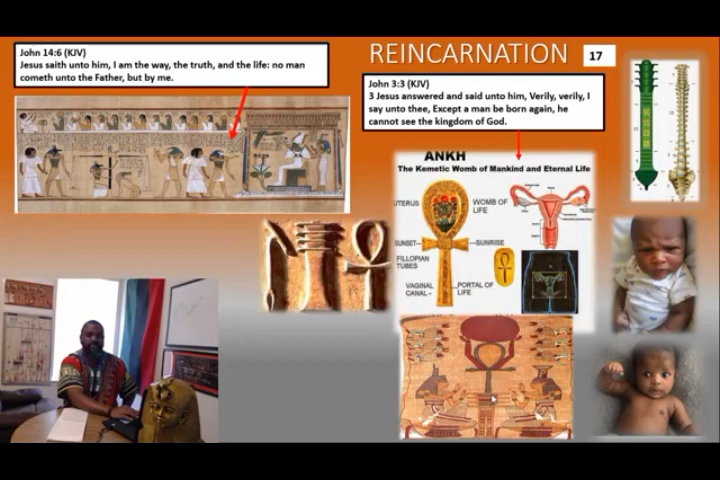 John 14:6 (KJV)
Jesus saith unto him, I am the way, the truth, and the life: no man
cometh unto the Father, but by me.
REINCARNATION
17
John 3:3 (KJV)
3 Jesus answered and said unto him, Verily, verily, I
say unto thee, Except a man be born again, he
cannot see the kingdom of God.
ANKH
The Kemetic Womb of Mankind and Eternal Life
UTERUS
WOMB OF
LIFE
SUNSET
SUNRISE
FILLOPIAN
TUBES
VAGINAL
CANAL
PORTAL OF
LIFE